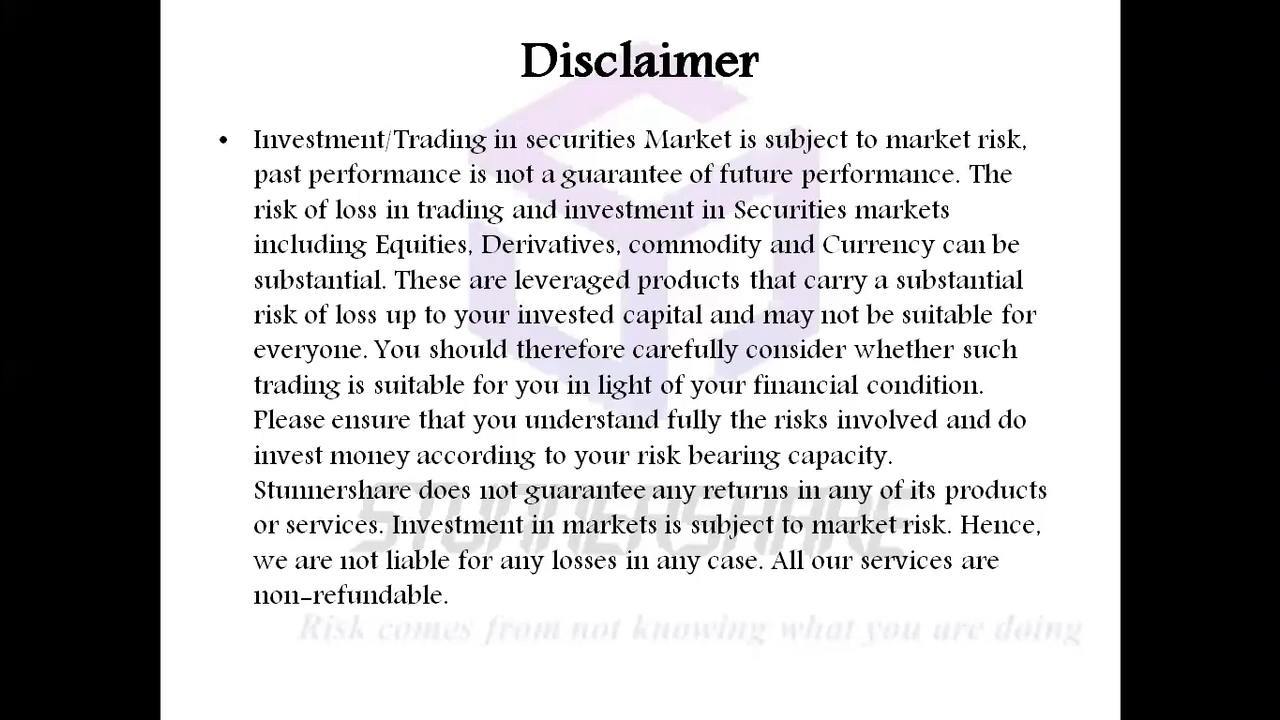 Disclaimer
• Investment/Trading in securities Market is subject to market risk,
past performance is not a guarantee of future performance. The
risk of loss in trading and investment in Securities markets
including Equities, Derivatives, commodity and Currency can be
substantial. These are leveraged products that carry a substantial
risk of loss up to your invested capital and may not be suitable for
everyone. You should therefore carefully consider whether such
trading is suitable for you in light of your financial condition.
Please ensure that you understand fully the risks involved and do
invest money according to your risk bearing capacity.
Stunnershare does not guarantee any returns in any of its products
or services. Investment in markets is subject to market risk. Hence,
we are not liable for any losses in any case. All our services are
non-refundable.
STUNNERSHARE
Risk comes from not knowing what you are doing